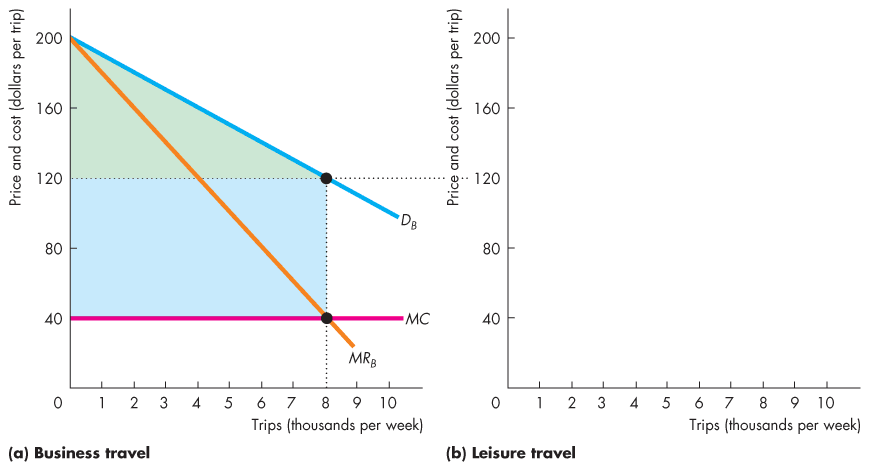 Price and cost (dollars per trip)
200
160
120
80
40
0
1 2 3 4 5 6 7 8 9 10
Trips (thousands per week)
D_B
MC
MR_B
(a) Business travel
Price and cost (dollars per trip)
200
160
120
80
40
0
1 2 3 4 5 6 7 8 9 10
Trips (thousands per week)
(b) Leisure travel